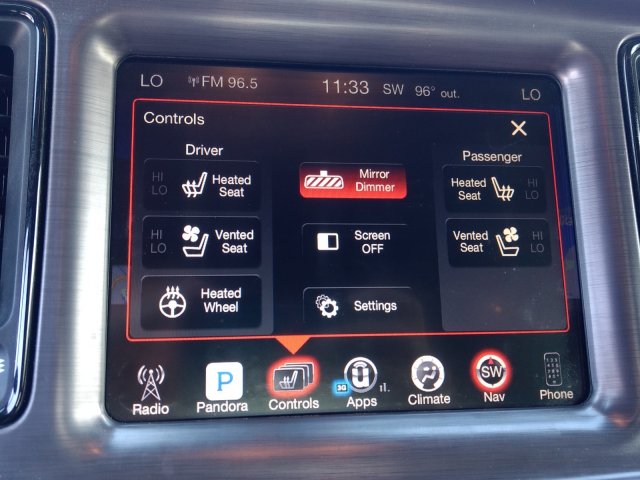 LO FM 96.5 11:33 SW 96° out. LO
Controls
Driver
Passenger
HI
LO
Heated
Seat
Mirror
Dimmer
Heated
Seat
HI
LO
HI
LO
Vented
Seat
Screen
OFF
Vented
Seat
HI
LO
Heated
Wheel
Settings
P
3G
SW
Radio
Pandora
Controls
Apps
Climate
Nav
Phone